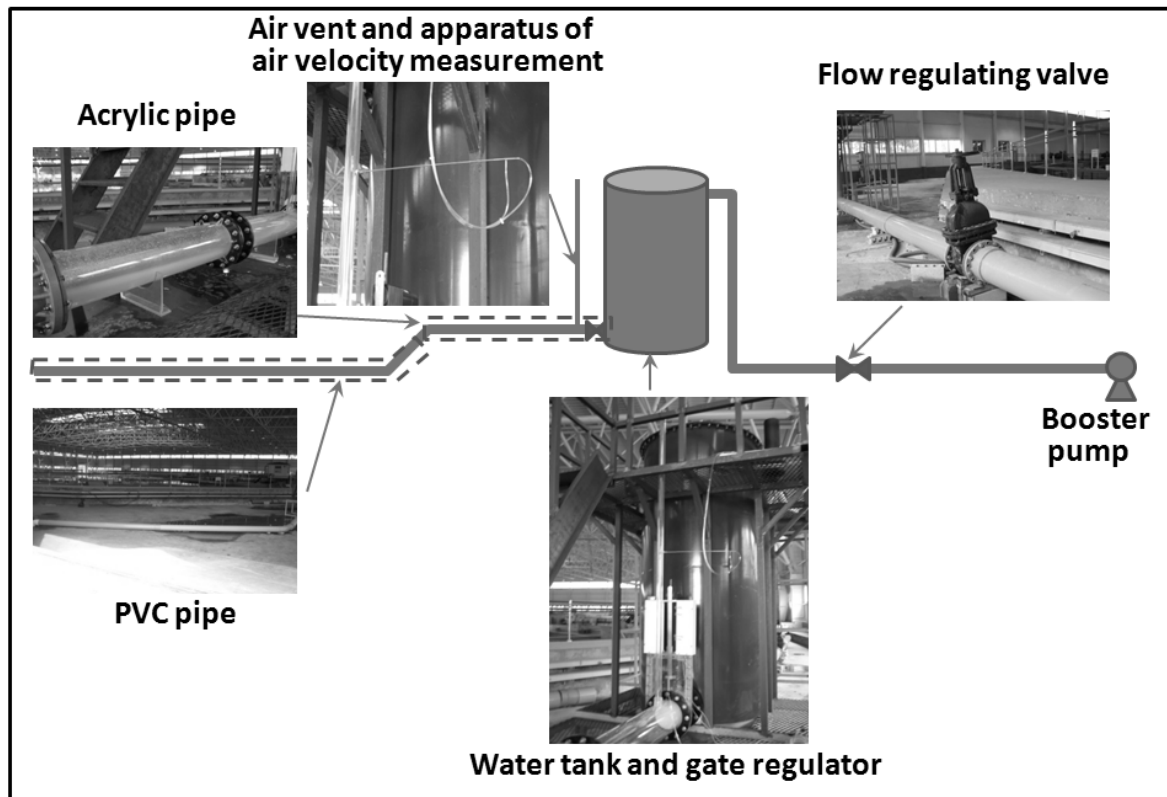 Air vent and apparatus of
air velocity measurement
Flow regulating valve
Acrylic pipe
Booster
pump
PVC pipe
Water tank and gate regulator